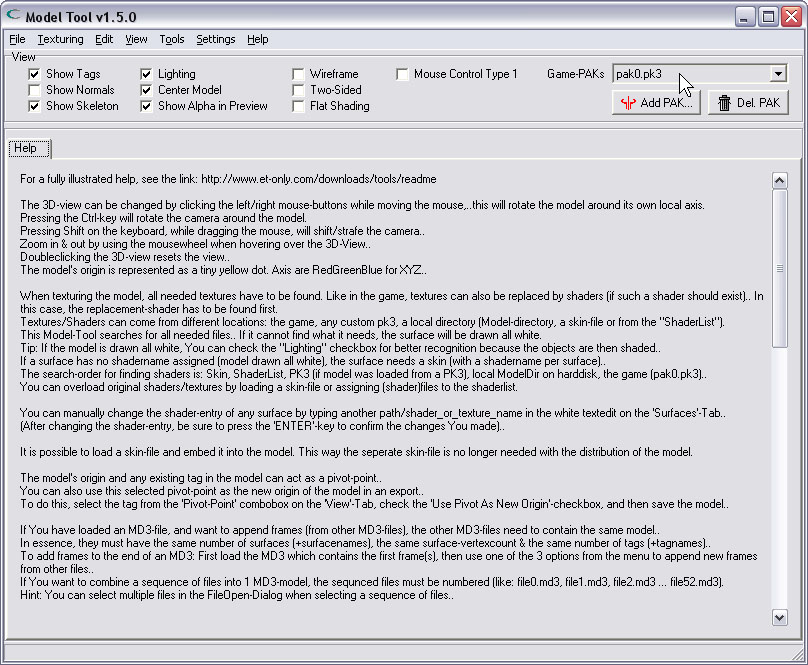 Model Tool v1.5.0
File Texturing Edit View Tools Settings Help
View
Show Tags Lighting Wireframe Mouse Control Type 1 Game-PAKs pak0.pk3
Show Normals Center Model Two-Sided
Show Skeleton Show Alpha in Preview Flat Shading Add PAK... Del. PAK
Help
For a fully illustrated help, see the link: http://www.et-only.com/downloads/tools/readme
The 3D-view can be changed by clicking the left/right mouse-buttons while moving the mouse,..this will rotate the model around its own local axis.
Pressing the Ctrl-key will rotate the camera around the model.
Pressing Shift on the keyboard, while dragging the mouse, will shift/strafe the camera..
Zoom in & out by using the mousewheel when hovering over the 3D-View..
Doubleclicking the 3D-view resets the view..
The model's origin is represented as a tiny yellow dot. Axis are RedGreenBlue for XYZ..
When texturing the model, all needed textures have to be found. Like in the game, textures can also be replaced by shaders (if such a shader should exist).. In
this case, the replacement-shader has to be found first.
Textures/Shaders can come from different locations: the game, any custom pk3, a local directory (Model-directory, a skin-file or from the "ShaderList").
This Model-Tool searches for all needed files.. If it cannot find what it needs, the surface will be drawn all white.
Tip: If the model is drawn all white, You can check the "Lighting" checkbox for better recognition because the objects are then shaded..
If a surface has no shadername assigned (model drawn all white), the surface needs a skin (with a shadername per surface)..
The search-order for finding shaders is: Skin, ShaderList, PK3 (if model was loaded from a PK3), local ModelDir on harddisk, the game (pak0.pk3)..
You can overload original shaders/textures by loading a skin-file or assigning (shader)files to the shaderlist.
You can manually change the shader-entry of any surface by typing another path/shader_or_texture_name in the white textedit on the 'Surfaces'-Tab..
(After changing the shader-entry, be sure to press the 'ENTER'-key to confirm the changes You made)..
It is possible to load a skin-file and embed it into the model. This way the seperate skin-file is no longer needed with the distribution of the model.
The model's origin and any existing tag in the model can act as a pivot-point..
You can also use this selected pivot-point as the new origin of the model in an export..
To do this, select the tag from the 'Pivot-Point' combobox on the 'View'-Tab, check the 'Use Pivot As New Origin'-checkbox, and then save the model..
If You have loaded an MD3-file, and want to append frames (from other MD3-files), the other MD3-files need to contain the same model..
In essence, they must have the same number of surfaces (+surfacenames), the same surface-vertexcount & the same number of tags (+tagnames)..
To add frames to the end of an MD3: First load the MD3 which contains the first frame(s), then use one of the 3 options from the menu to append new frames
from other files..
If You want to combine a sequence of files into 1 MD3-model, the sequnced files must be numbered (like: file0.md3, file1.md3, file2.md3 ... file52.md3).
Hint: You can select multiple files in the FileOpen-Dialog when selecting a sequence of files..